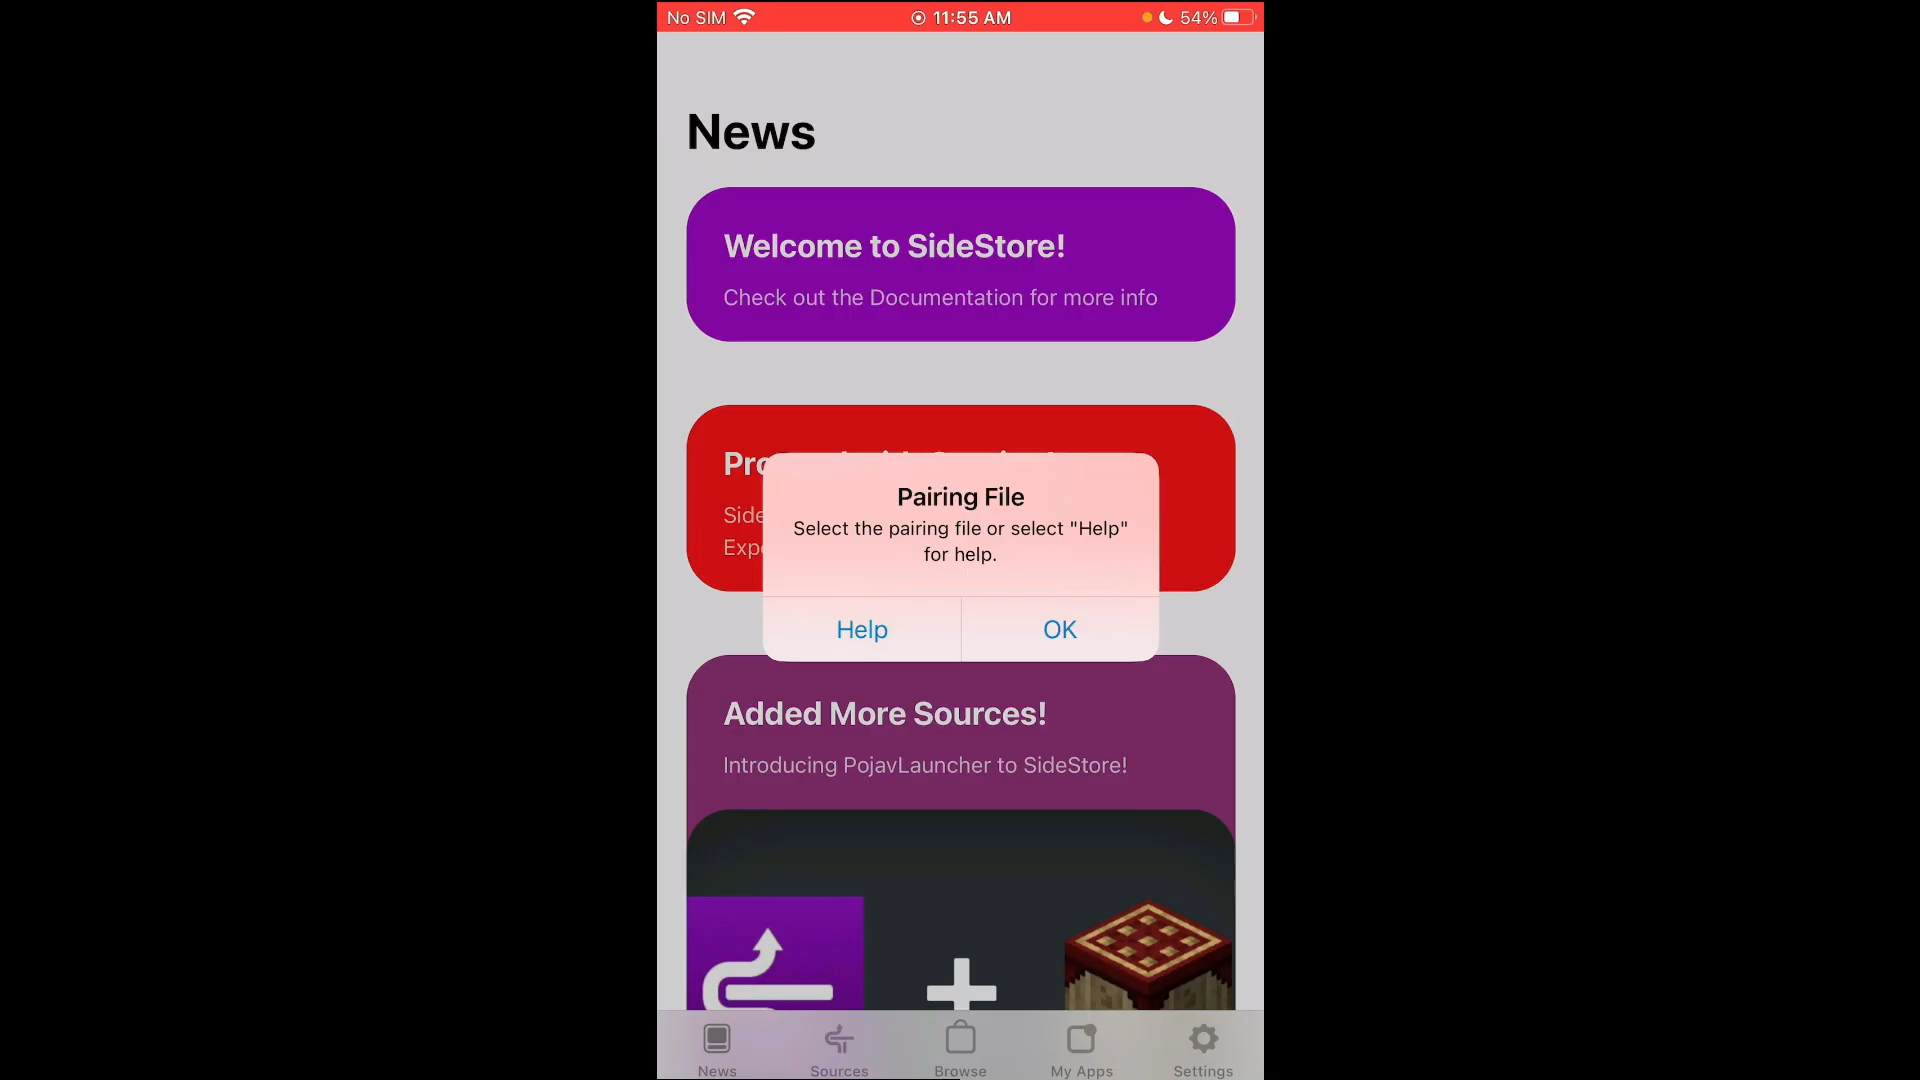 No SIM 11:55 AM 54%
News
Welcome to SideStore!
Check out the Documentation for more info
Pairing File
Select the pairing file or select "Help"
for help.
Help OK
Added More Sources!
Introducing PojavLauncher to SideStore!
News Sources Browse My Apps Settings